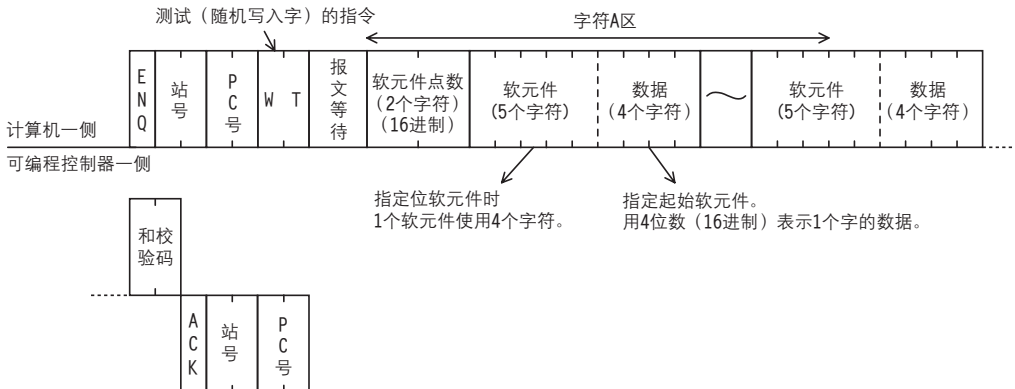 测试（随机写入字）的指令
字符A区
ENQ
站号
PC号
W T
报文等待
软元件点数
(2个字符)
(16进制)
软元件
(5个字符)
数据
(4个字符)
软元件
(5个字符)
数据
(4个字符)
计算机一侧
可编程控制器一侧
指定位软元件时
1个软元件使用4个字符。
指定起始软元件。
用4位数（16进制）表示1个字的数据。
和校
验码
ACK
站号
PC号